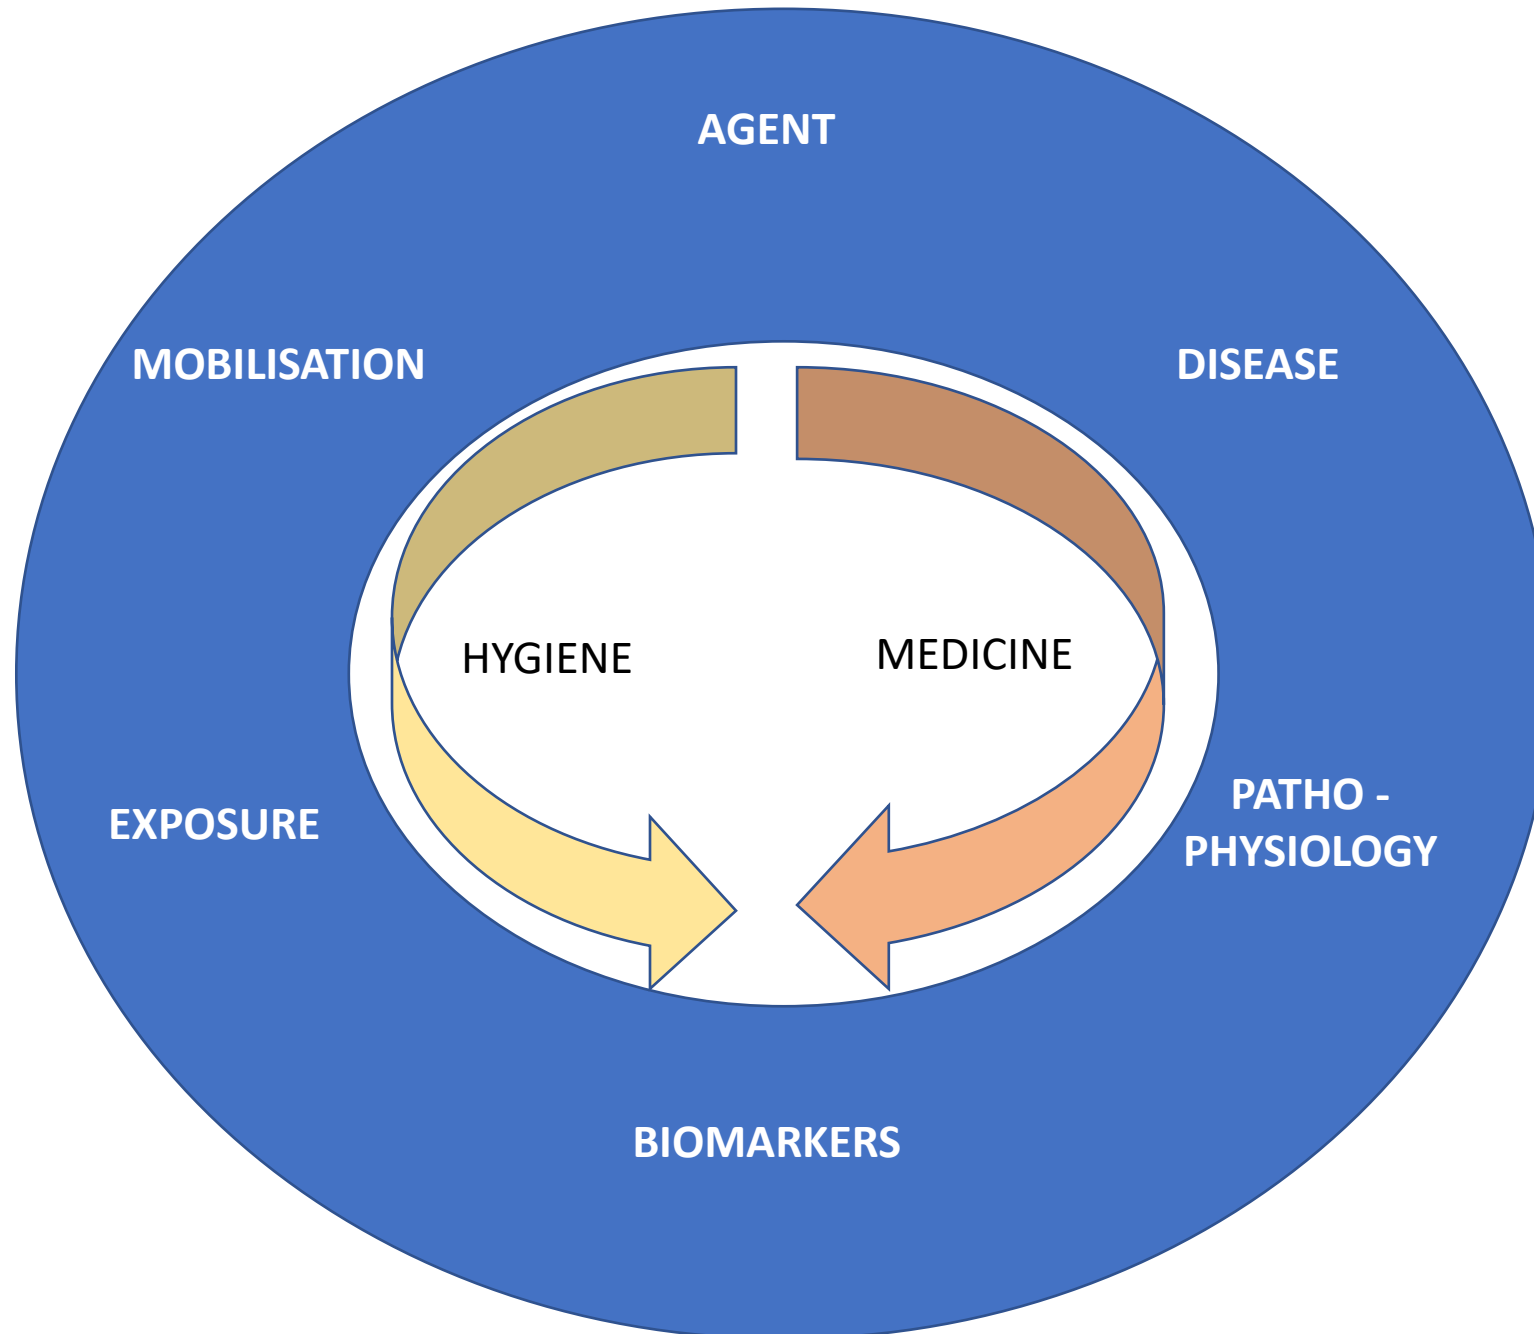 AGENT
MOBILISATION
DISEASE
HYGIENE
MEDICINE
EXPOSURE
PATHO -
PHYSIOLOGY
BIOMARKERS